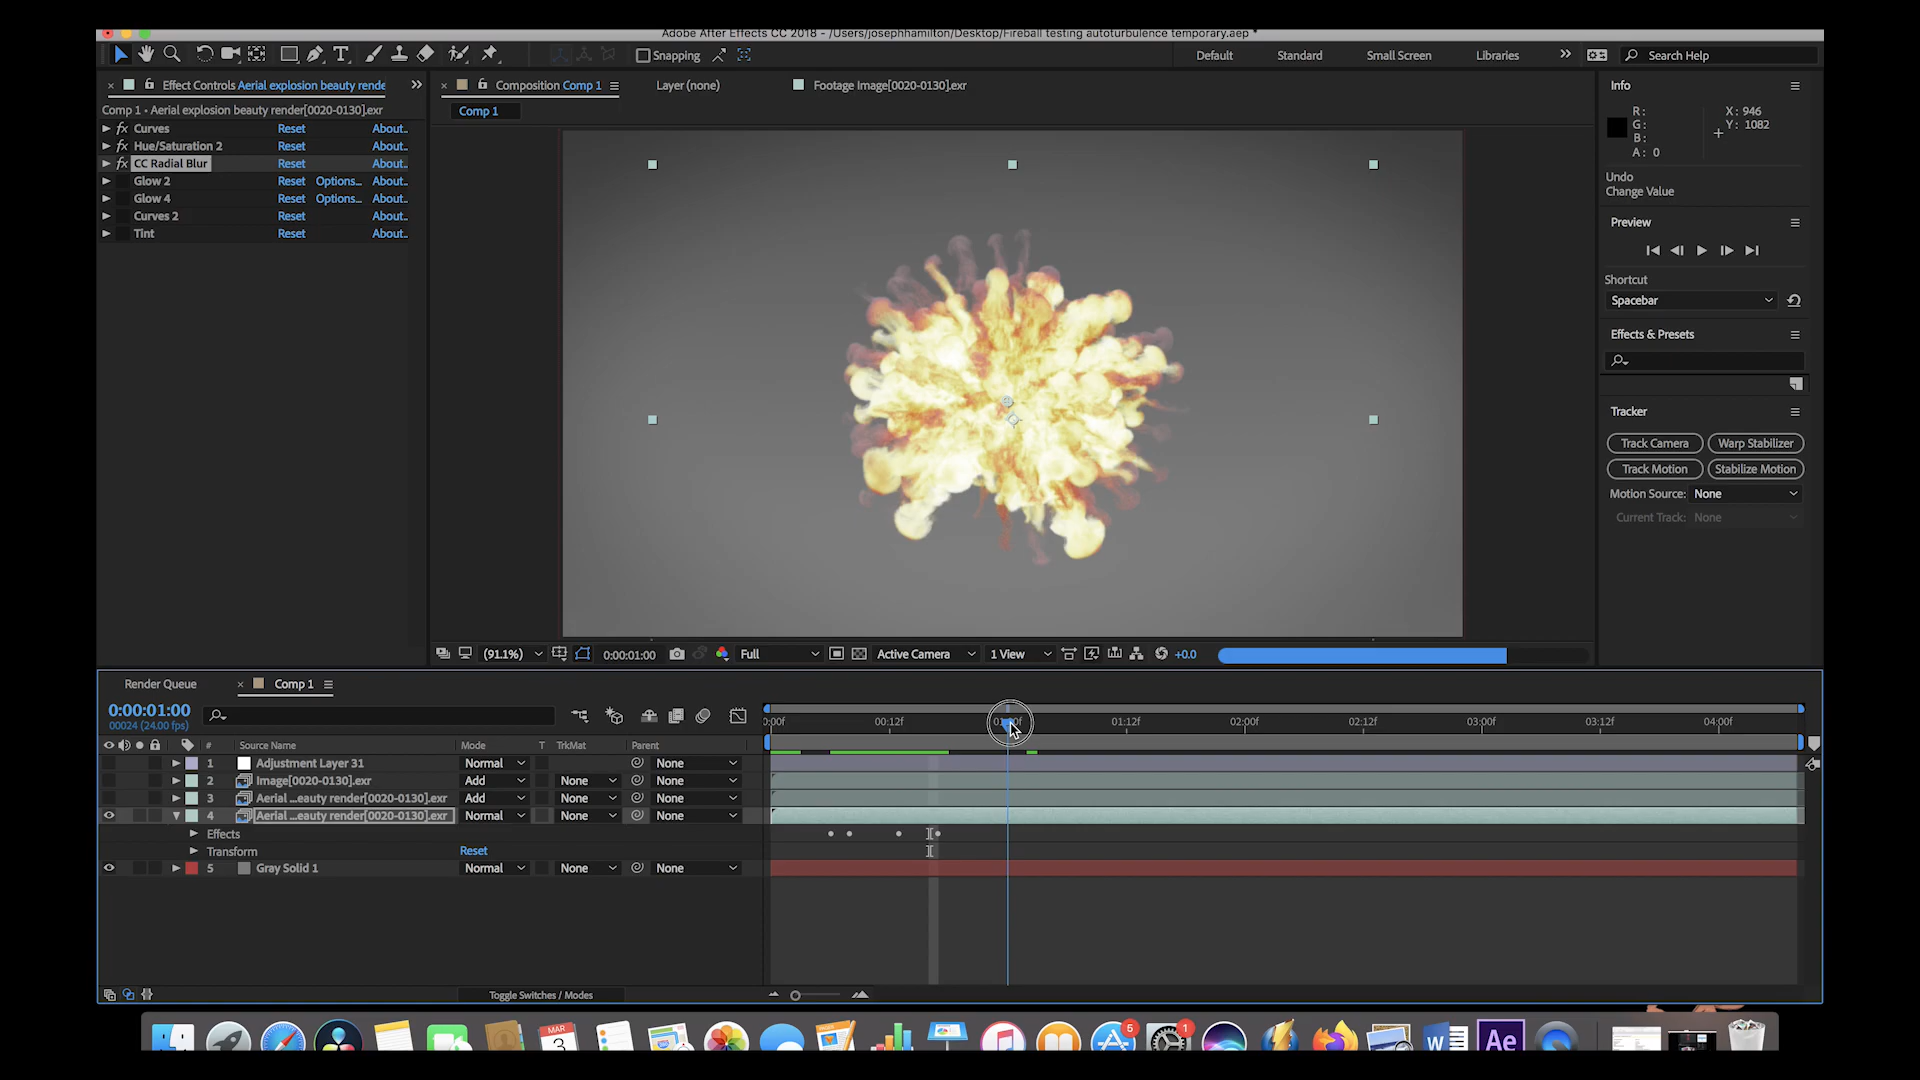 Adobe After Effects CC 2018 - /Users/josephhamilton/Desktop/Fireball testing autoturbulence temporary.aep *
Snapping
Default
Standard
Small Screen
Libraries
Search Help
Effect Controls Aerial explosion beauty rende
Composition Comp 1
Layer (none)
Footage Image[0020-0130].exr
Comp 1 • Aerial explosion beauty render[0020-0130].exr
Comp 1
fx Curves Reset About..
fx Hue/Saturation 2 Reset About..
fx CC Radial Blur Reset About..
Glow 2 Reset Options... About..
Glow 4 Reset Options... About..
Curves 2 Reset About..
Tint Reset About..
Info
R:
G:
B:
A: 0
X: 946
Y: 1082
Undo
Change Value
Preview
Shortcut
Spacebar
Effects & Presets
Tracker
Track Camera
Warp Stabilizer
Track Motion
Stabilize Motion
Motion Source: None
Current Track: None
(91.1%)
0:00:01:00
Full
Active Camera
1 View
+0.0
Render Queue
Comp 1
0:00:01:00
00024 (24.00 fps)
0:00f 00:12f 01:00f 01:12f 02:00f 02:12f 03:00f 03:12f 04:00f
# Source Name Mode T TrkMat Parent
1 Adjustment Layer 31 Normal None
2 Image[0020-0130].exr Add None None
3 Aerial ...eauty render[0020-0130].exr Add None None
4 Aerial ...eauty render[0020-0130].exr Normal None None
Effects
Transform Reset
5 Gray Solid 1 Normal None None
Toggle Switches / Modes
MAR
3
5
1
W
Ae